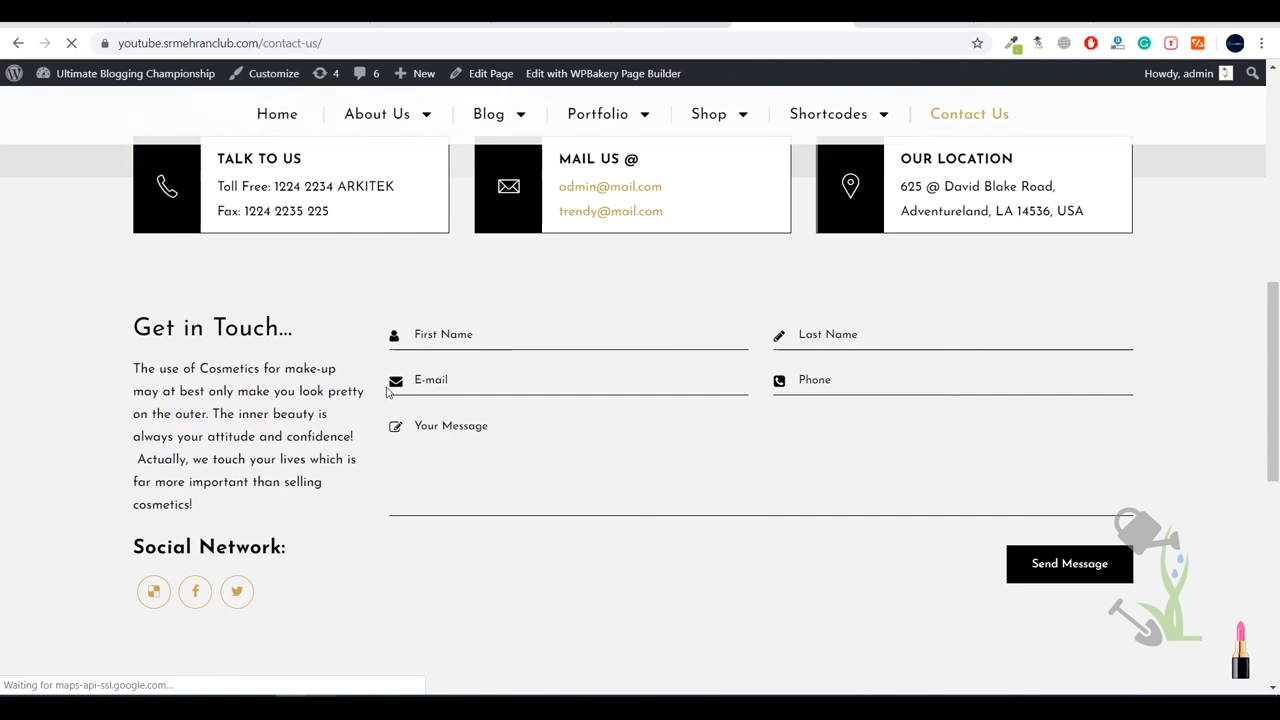 youtube.srmehranclub.com/contact-us/
Ultimate Blogging Championship Customize 4 6 New Edit Page Edit with WPBakery Page Builder Howdy, admin
Home About Us Blog Portfolio Shop Shortcodes Contact Us
TALK TO US
Toll Free: 1224 2234 ARKITEK
Fax: 1224 2235 225
MAIL US @
admin@mail.com
trendy@mail.com
OUR LOCATION
625 @ David Blake Road,
Adventureland, LA 14536, USA
Get in Touch...
The use of Cosmetics for make-up
may at best only make you look pretty
on the outer. The inner beauty is
always your attitude and confidence!
Actually, we touch your lives which is
far more important than selling
cosmetics!
Social Network:
First Name
Last Name
E-mail
Phone
Your Message
Send Message
Waiting for maps-api-ssl.google.com...